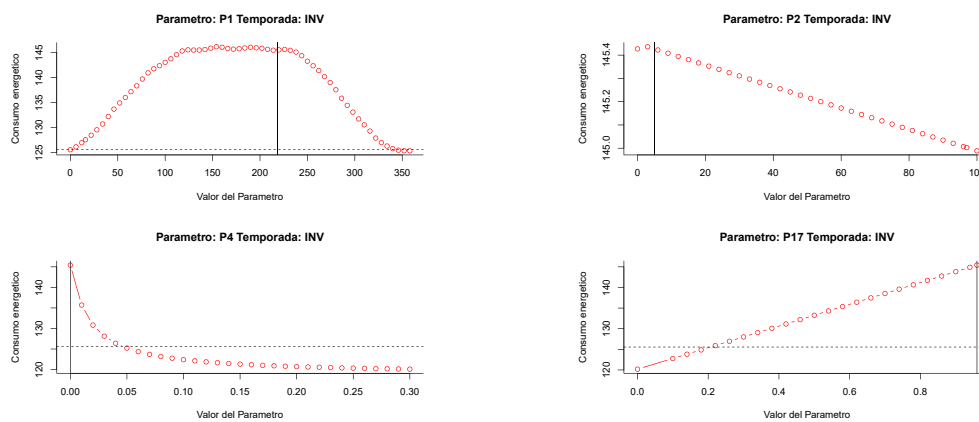 Parametro: P1 Temporada: INV
Consumo energetico
125 130 135 140 145
0 50 100 150 200 250 300 350
Valor del Parametro
Parametro: P2 Temporada: INV
Consumo energetico
145.0 145.2 145.4
0 20 40 60 80 100
Valor del Parametro
Parametro: P4 Temporada: INV
Consumo energetico
120 130 140
0.00 0.05 0.10 0.15 0.20 0.25 0.30
Valor del Parametro
Parametro: P17 Temporada: INV
Consumo energetico
120 130 140
0.0 0.2 0.4 0.6 0.8
Valor del Parametro